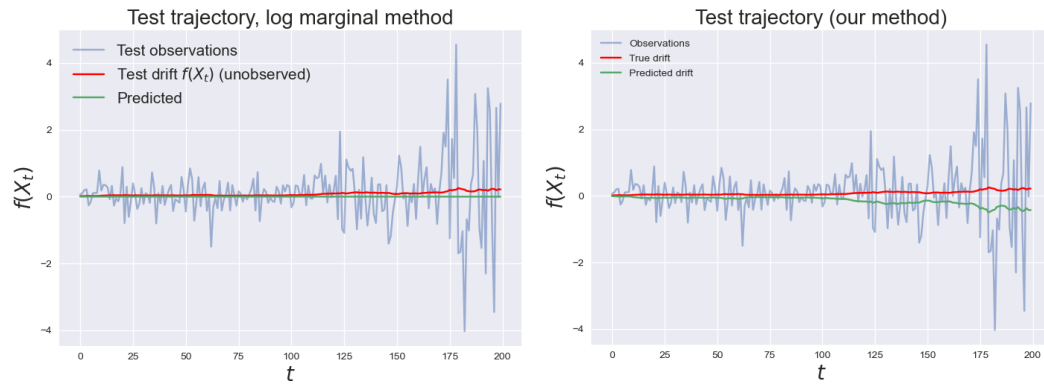 Test trajectory, log marginal method
Test observations
Test drift f(X_t) (unobserved)
Predicted
f(X_t)
4
2
0
−2
−4
0 25 50 75 100 125 150 175 200
t
Test trajectory (our method)
Observations
True drift
Predicted drift
f(X_t)
4
2
0
−2
−4
0 25 50 75 100 125 150 175 200
t